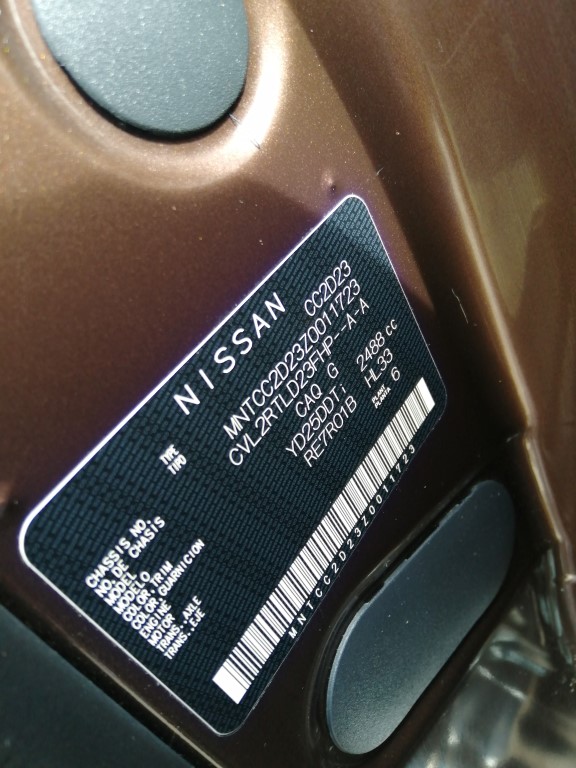 NISSAN
TYPE CC2D23
TIPO
CHASSIS NO. MNTCC2D23Z0011723
NO. DE CHASIS
MODEL CVL2RTLD23FHP--A-A
MODELO
COLOR, TRIM CAQ G
COLOR GUARNICION
ENGINE YD25DDTi 2488 cc
MOTOR
TRANS. AXLE RE7R01B HL33
TRANS. EJE
PLANT 6
PLANTA
MNTCC2D23Z0011723